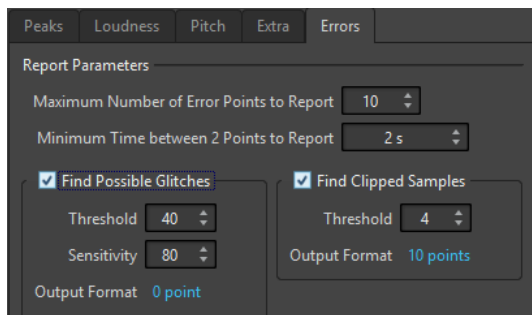 Peaks Loudness Pitch Extra Errors
Report Parameters
Maximum Number of Error Points to Report 10
Minimum Time between 2 Points to Report 2 s
Find Possible Glitches
Threshold 40
Sensitivity 80
Output Format 0 point
Find Clipped Samples
Threshold 4
Output Format 10 points